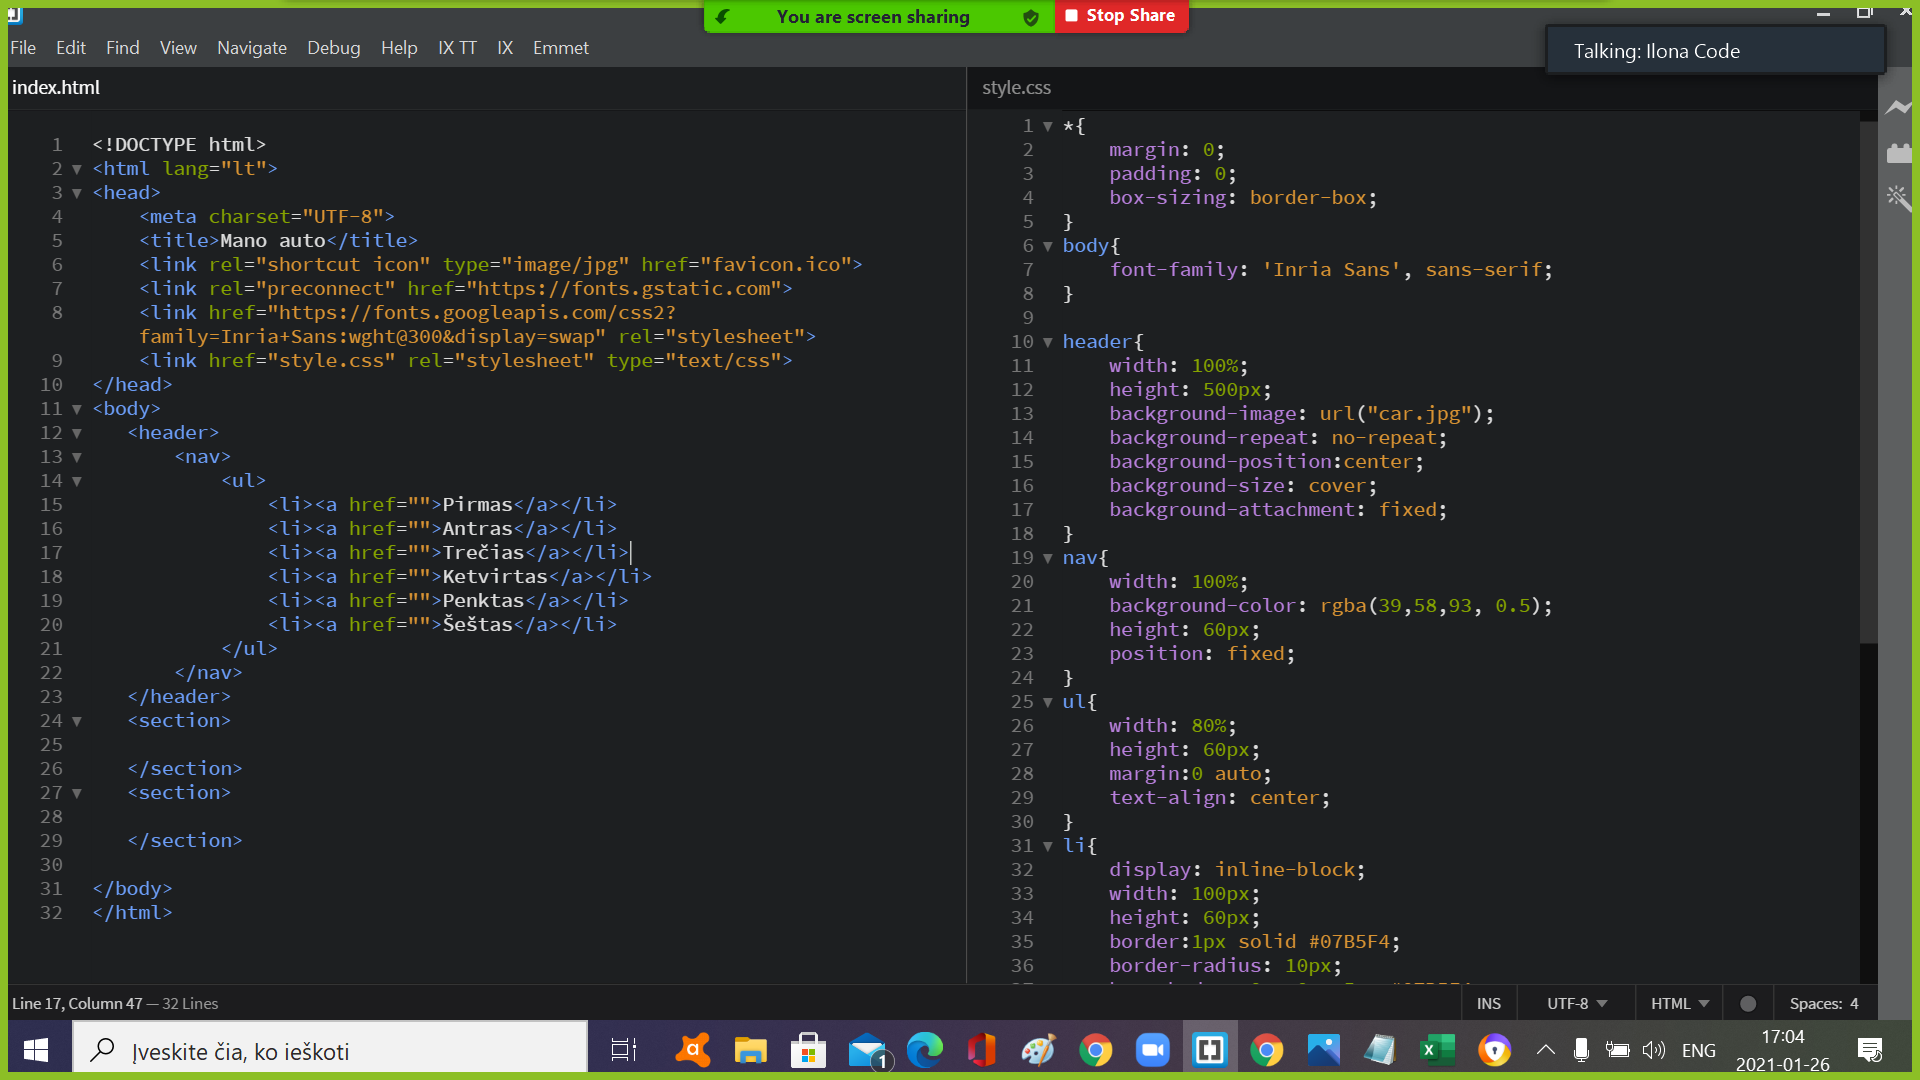 You are screen sharing
Stop Share
File Edit Find View Navigate Debug Help IX TT IX Emmet
Talking: Ilona Code
index.html
1 <!DOCTYPE html>
2 <html lang="lt">
3 <head>
4 <meta charset="UTF-8">
5 <title>Mano auto</title>
6 <link rel="shortcut icon" type="image/jpg" href="favicon.ico">
7 <link rel="preconnect" href="https://fonts.gstatic.com">
8 <link href="https://fonts.googleapis.com/css2?
family=Inria+Sans:wght@300&display=swap" rel="stylesheet">
9 <link href="style.css" rel="stylesheet" type="text/css">
10 </head>
11 <body>
12 <header>
13 <nav>
14 <ul>
15 <li><a href="">Pirmas</a></li>
16 <li><a href="">Antras</a></li>
17 <li><a href="">Trečias</a></li>
18 <li><a href="">Ketvirtas</a></li>
19 <li><a href="">Penktas</a></li>
20 <li><a href="">Šeštas</a></li>
21 </ul>
22 </nav>
23 </header>
24 <section>
25
26 </section>
27 <section>
28
29 </section>
30
31 </body>
32 </html>
style.css
1 *{
2 margin: 0;
3 padding: 0;
4 box-sizing: border-box;
5 }
6 body{
7 font-family: 'Inria Sans', sans-serif;
8 }
9
10 header{
11 width: 100%;
12 height: 500px;
13 background-image: url("car.jpg");
14 background-repeat: no-repeat;
15 background-position:center;
16 background-size: cover;
17 background-attachment: fixed;
18 }
19 nav{
20 width: 100%;
21 background-color: rgba(39,58,93, 0.5);
22 height: 60px;
23 position: fixed;
24 }
25 ul{
26 width: 80%;
27 height: 60px;
28 margin:0 auto;
29 text-align: center;
30 }
31 li{
32 display: inline-block;
33 width: 100px;
34 height: 60px;
35 border:1px solid #07B5F4;
36 border-radius: 10px;
Line 17, Column 47 — 32 Lines
INS UTF-8 HTML Spaces: 4
Įveskite čia, ko ieškoti
1
ENG
17:04
2021-01-26